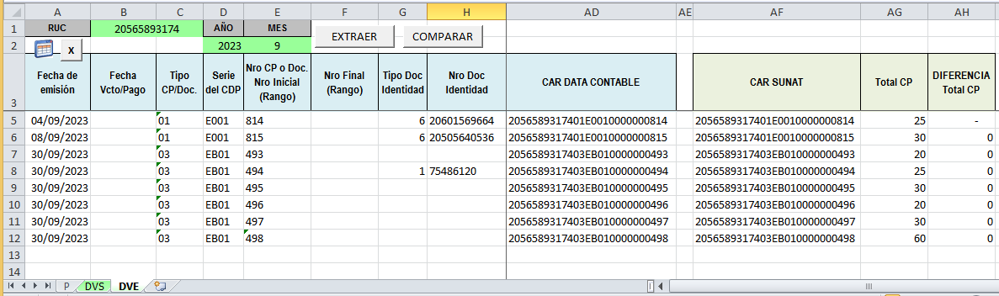 A B C D E F G H AD AE AF AG AH
1 RUC 20565893174 AÑO MES EXTRAER COMPARAR
2 X 2023 9
3 Fecha de emisión Fecha Vcto/Pago Tipo CP/Doc. Serie del CDP Nro CP o Doc. Nro Inicial (Rango) Nro Final (Rango) Tipo Doc Identidad Nro Doc Identidad CAR DATA CONTABLE CAR SUNAT Total CP DIFERENCIA Total CP
5 04/09/2023 01 E001 814 6 20601569664 2056589317401E0010000000814 2056589317401E0010000000814 25 -
6 08/09/2023 01 E001 815 6 20505640536 2056589317401E0010000000815 2056589317401E0010000000815 30 0
7 30/09/2023 03 EB01 493 2056589317403EB010000000493 2056589317403EB010000000493 20 0
8 30/09/2023 03 EB01 494 1 75486120 2056589317403EB010000000494 2056589317403EB010000000494 25 0
9 30/09/2023 03 EB01 495 2056589317403EB010000000495 2056589317403EB010000000495 30 0
10 30/09/2023 03 EB01 496 2056589317403EB010000000496 2056589317403EB010000000496 20 0
11 30/09/2023 03 EB01 497 2056589317403EB010000000497 2056589317403EB010000000497 30 0
12 30/09/2023 03 EB01 498 2056589317403EB010000000498 2056589317403EB010000000498 60 0
13
14
P DVS DVE